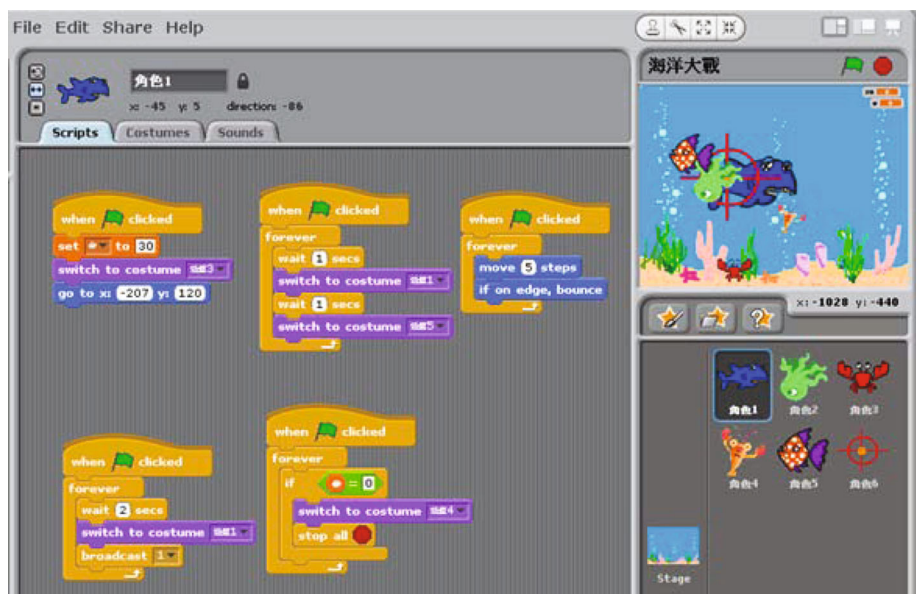 File Edit Share Help
角色1
x: -45 y: 5 direction: -86
Scripts Costumes Sounds
when clicked
set to 30
switch to costume
go to x: -207 y: 120
when clicked
forever
wait 1 secs
switch to costume
wait 1 secs
switch to costume
when clicked
forever
move 5 steps
if on edge, bounce
when clicked
forever
wait 2 secs
switch to costume
broadcast 1
when clicked
forever
if = 0
switch to costume
stop all
海洋大戰
x: -1028 y: -440
角色1 角色2 角色3
角色4 角色5 角色6
Stage